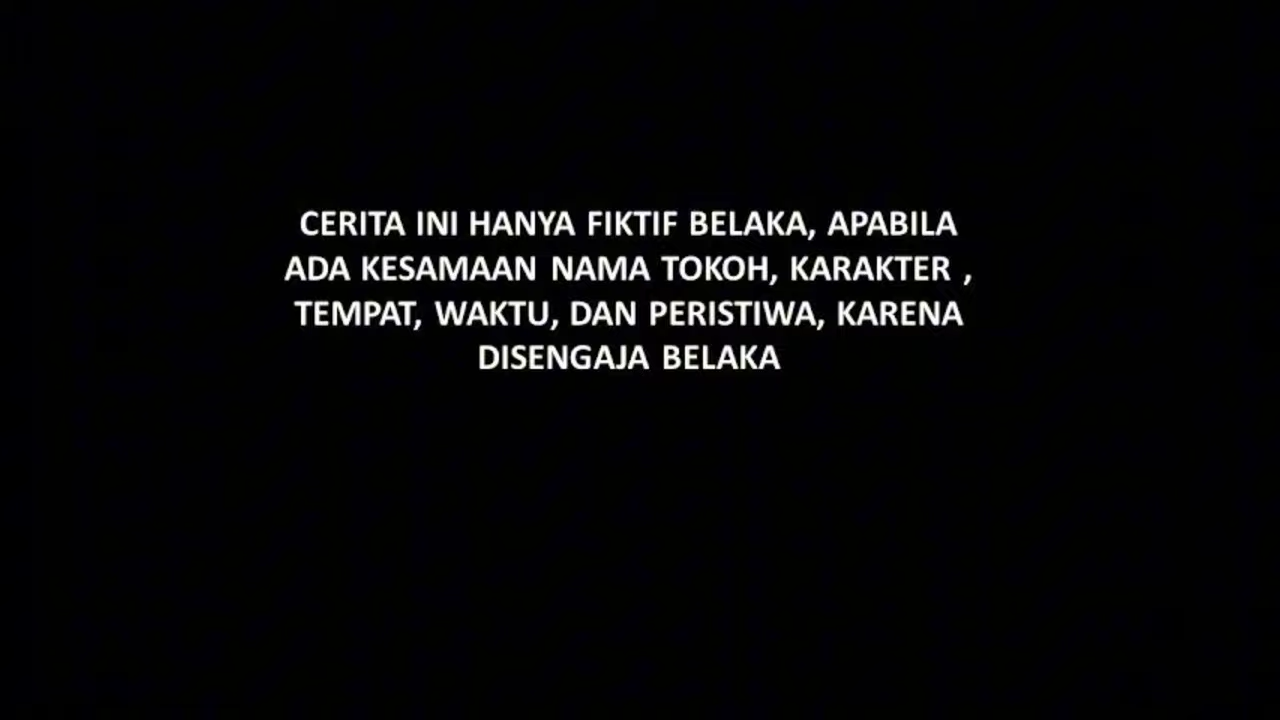 CERITA INI HANYA FIKTIF BELAKA, APABILA
ADA KESAMAAN NAMA TOKOH, KARAKTER ,
TEMPAT, WAKTU, DAN PERISTIWA, KARENA
DISENGAJA BELAKA